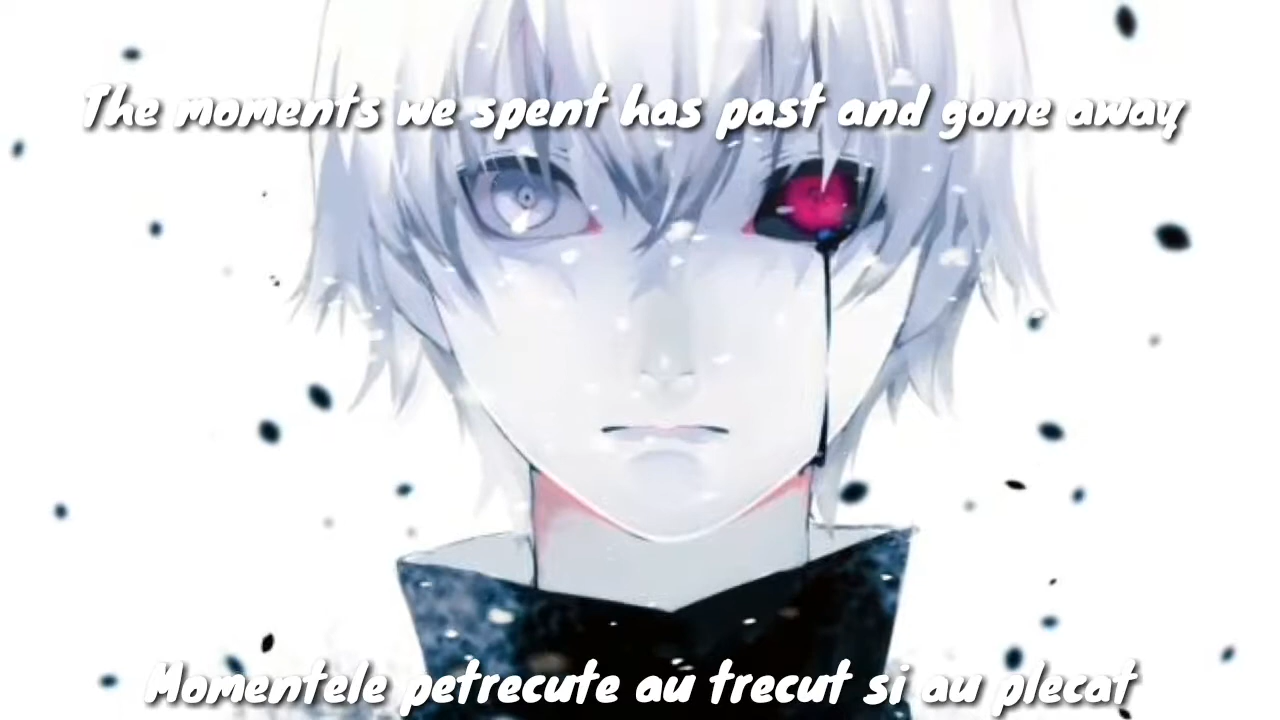 The moments we spent has past and gone away
Momentele petrecute au trecut si au plecat